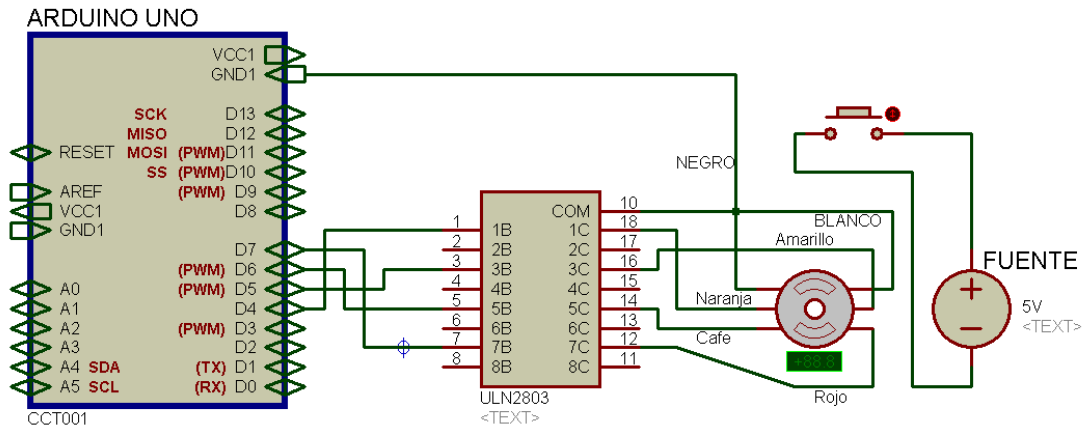 ARDUINO UNO
VCC1
GND1
SCK D13
MISO D12
RESET MOSI (PWM) D11
SS (PWM) D10
AREF (PWM) D9
VCC1 D8
GND1
D7
(PWM) D6
A0 (PWM) D5
A1 D4
A2 (PWM) D3
A3 D2
A4 SDA (TX) D1
A5 SCL (RX) D0
CCT001
1 1B
2 2B
3 3B
4 4B
5 5B
6 6B
7 7B
8 8B
COM 10
1C 18
2C 17
3C 16
4C 15
5C 14
6C 13
7C 12
8C 11
ULN2803
<TEXT>
NEGRO
BLANCO
Amarillo
Naranja
Cafe
Rojo
+88.8
FUENTE
5V
<TEXT>